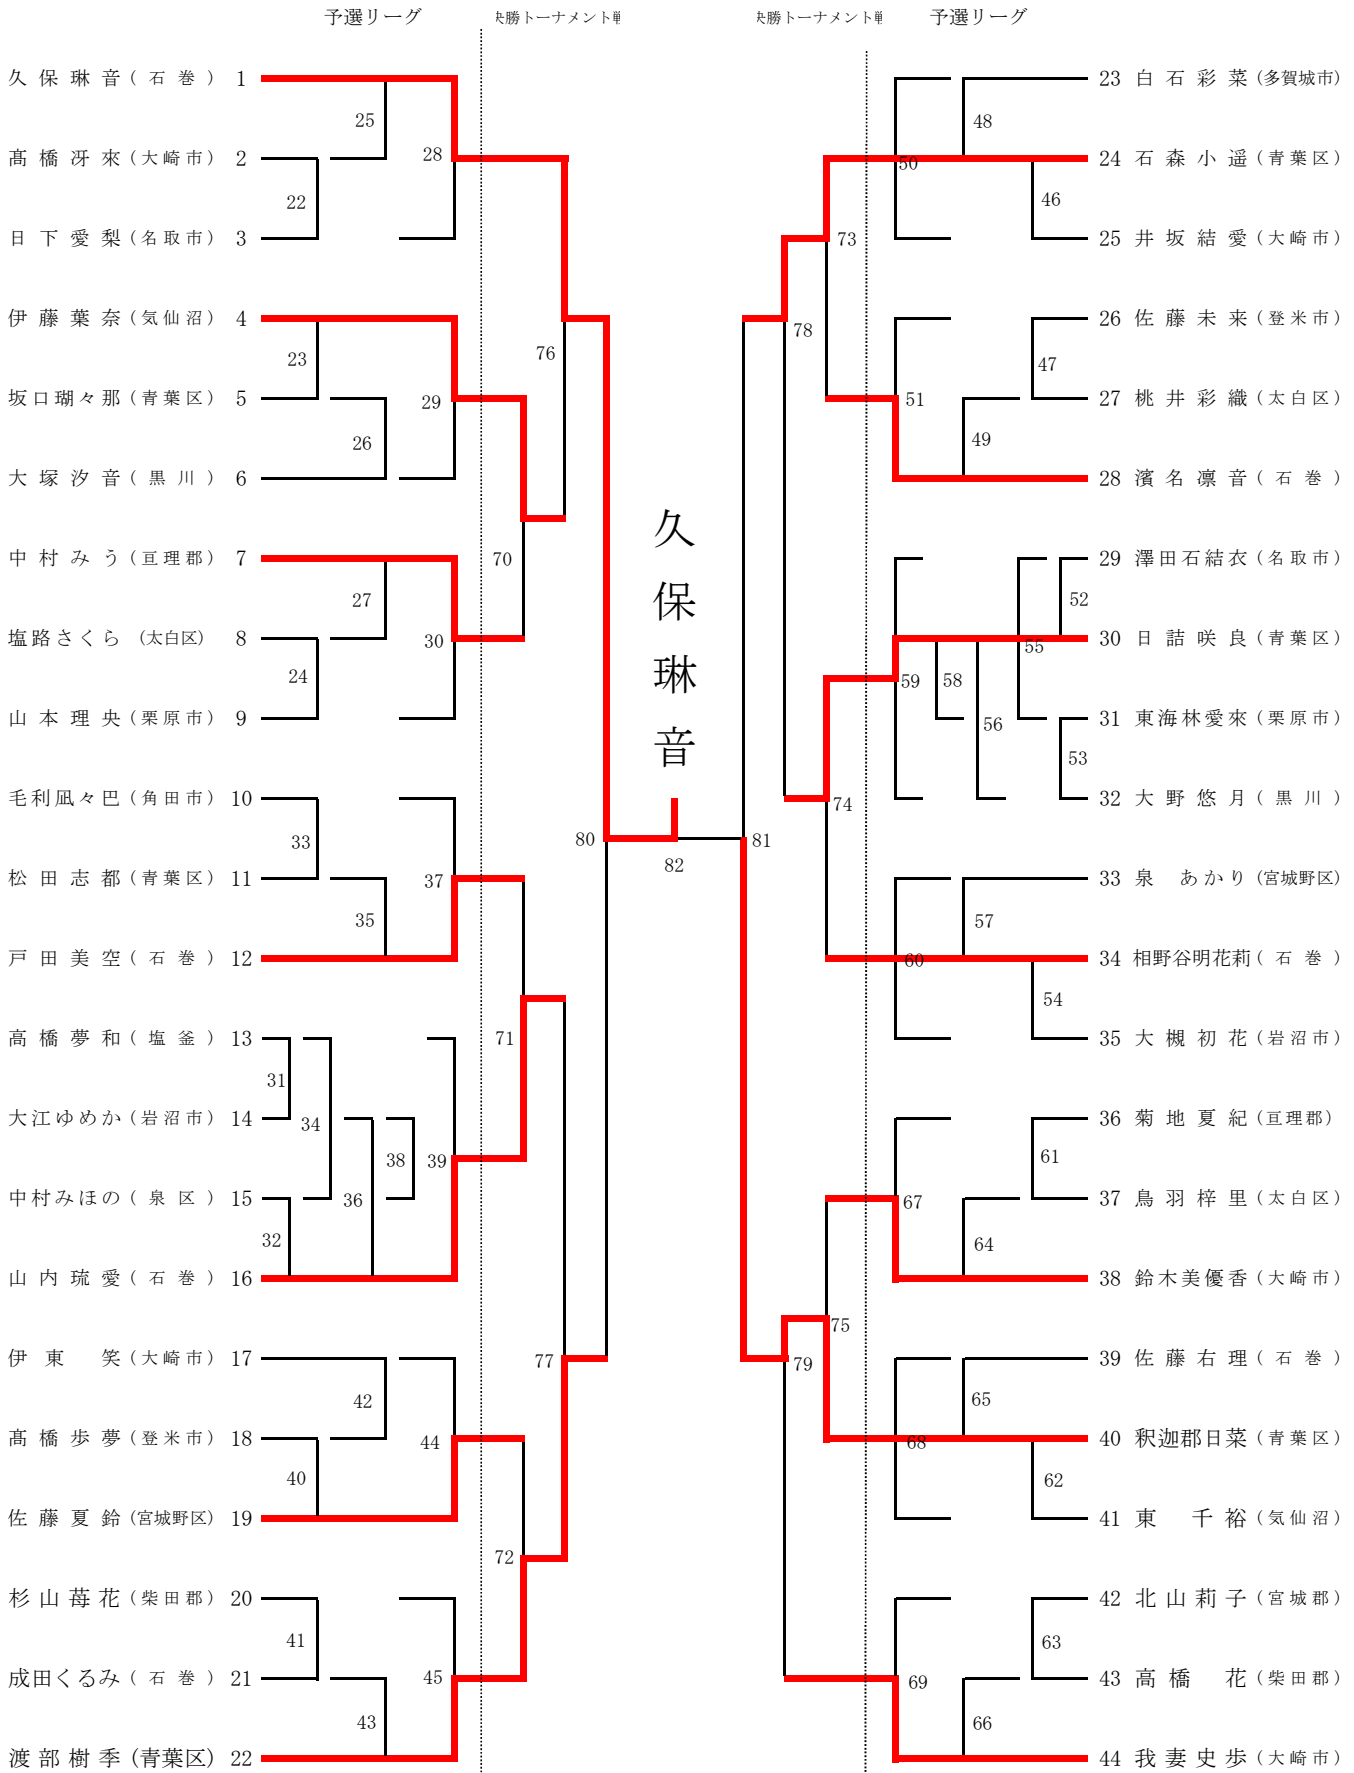 予選リーグ
決勝トーナメント戦
決勝トーナメント戦
予選リーグ
久保琳音(石巻) 1
髙橋冴來(大崎市) 2
日下愛梨(名取市) 3
伊藤葉奈(気仙沼) 4
坂口瑚々那(青葉区) 5
大塚汐音(黒川) 6
中村みう(亘理郡) 7
塩路さくら (太白区) 8
山本理央(栗原市) 9
毛利凪々巴(角田市) 10
松田志都(青葉区) 11
戸田美空(石巻) 12
高橋夢和(塩釜) 13
大江ゆめか(岩沼市) 14
中村みほの(泉区) 15
山内琉愛(石巻) 16
伊東 笑(大崎市) 17
髙橋歩夢(登米市) 18
佐藤夏鈴(宮城野区) 19
杉山苺花(柴田郡) 20
成田くるみ(石巻) 21
渡部樹季(青葉区) 22
25
28
22
23
29
26
27
30
24
33
37
35
31
34
38
39
36
32
42
44
40
41
45
43
76
70
71
77
72
80
久保琳音
82
81
73
78
74
75
79
48
50
46
47
51
49
52
55
59
58
56
53
57
60
54
61
67
64
65
68
62
63
69
66
23 白石彩菜(多賀城市)
24 石森小遥(青葉区)
25 井坂結愛(大崎市)
26 佐藤未来(登米市)
27 桃井彩織(太白区)
28 濱名凛音(石巻)
29 澤田石結衣(名取市)
30 日詰咲良(青葉区)
31 東海林愛來(栗原市)
32 大野悠月(黒川)
33 泉 あかり(宮城野区)
34 相野谷明花莉(石巻)
35 大槻初花(岩沼市)
36 菊地夏紀(亘理郡)
37 鳥羽梓里(太白区)
38 鈴木美優香(大崎市)
39 佐藤右理(石巻)
40 釈迦郡日菜(青葉区)
41 東 千裕(気仙沼)
42 北山莉子(宮城郡)
43 高橋 花(柴田郡)
44 我妻史歩(大崎市)